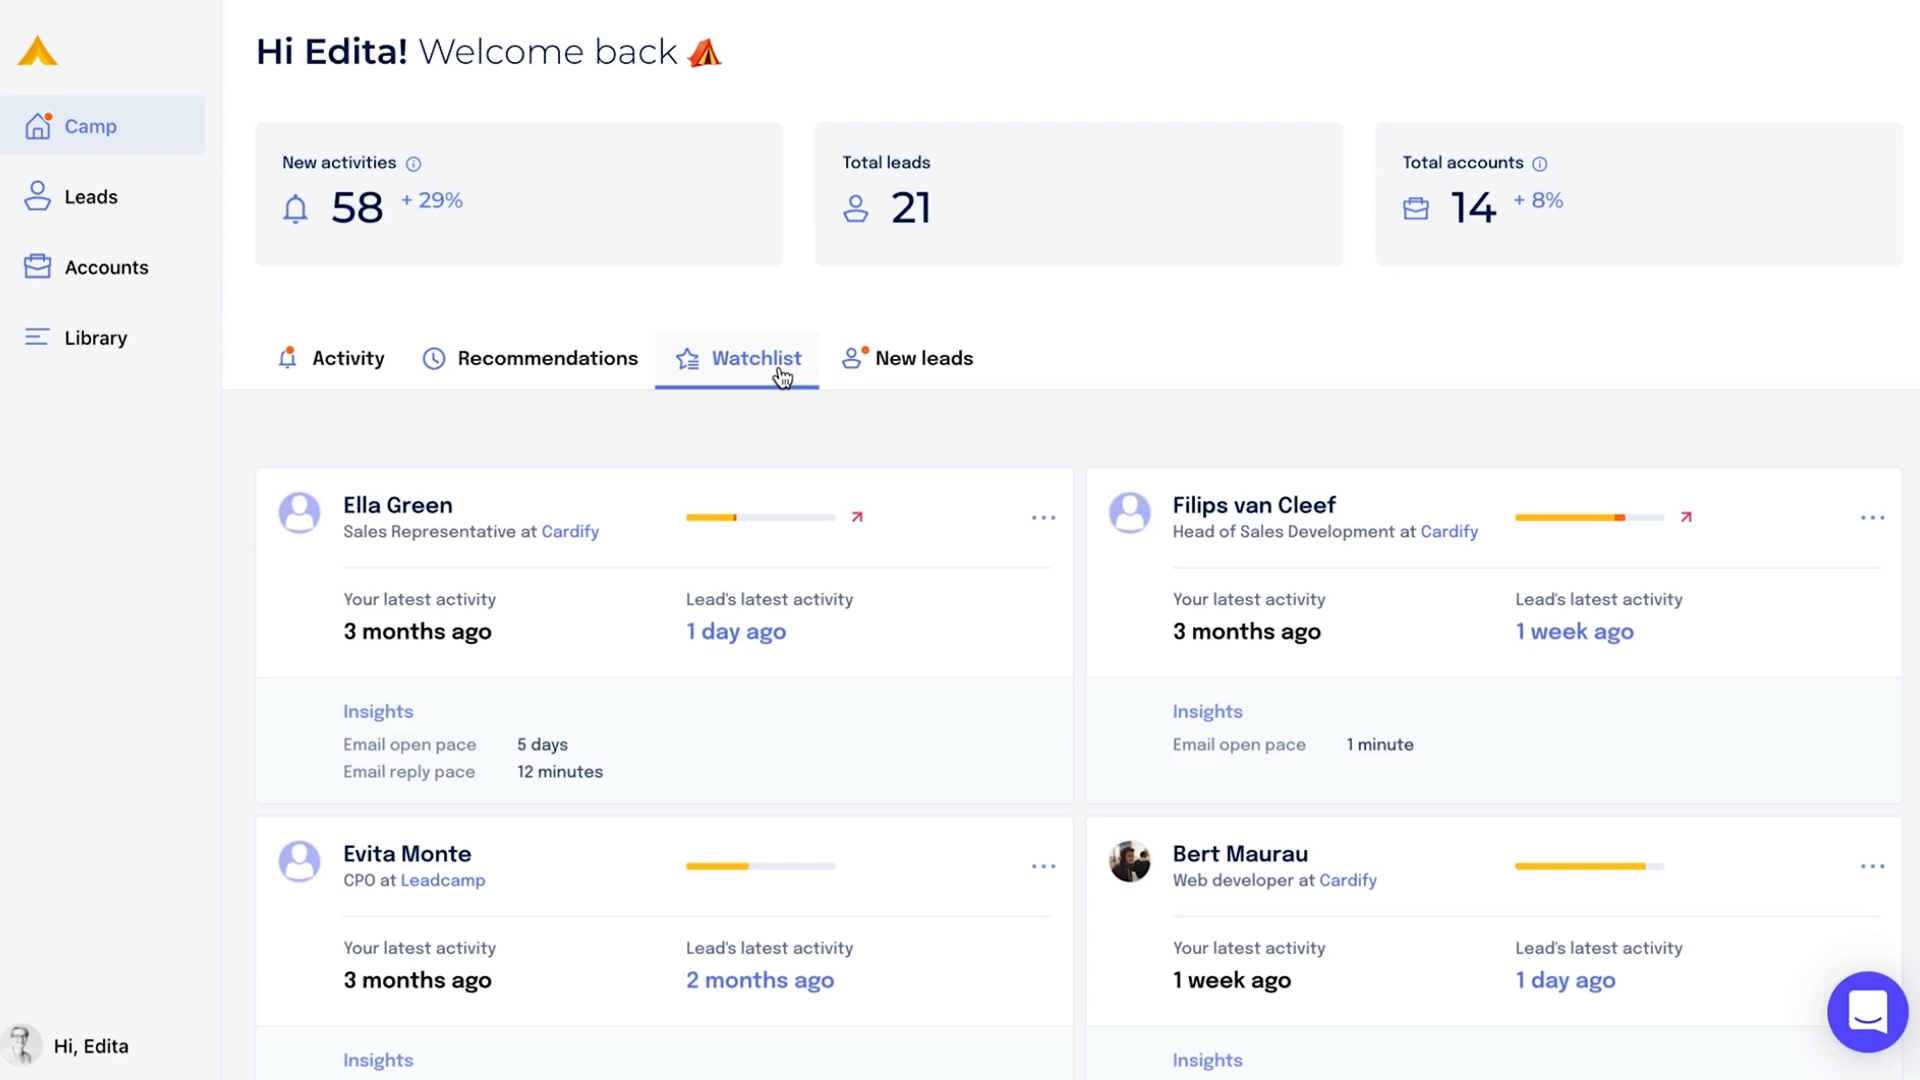 Hi Edita! Welcome back
Camp
Leads
Accounts
Library
New activities
58 + 29%
Total leads
21
Total accounts
14 + 8%
Activity
Recommendations
Watchlist
New leads
Ella Green
Sales Representative at Cardify
Your latest activity
3 months ago
Lead's latest activity
1 day ago
Insights
Email open pace 5 days
Email reply pace 12 minutes
Filips van Cleef
Head of Sales Development at Cardify
Your latest activity
3 months ago
Lead's latest activity
1 week ago
Insights
Email open pace 1 minute
Evita Monte
CPO at Leadcamp
Your latest activity
3 months ago
Lead's latest activity
2 months ago
Insights
Bert Maurau
Web developer at Cardify
Your latest activity
1 week ago
Lead's latest activity
1 day ago
Insights
Hi, Edita